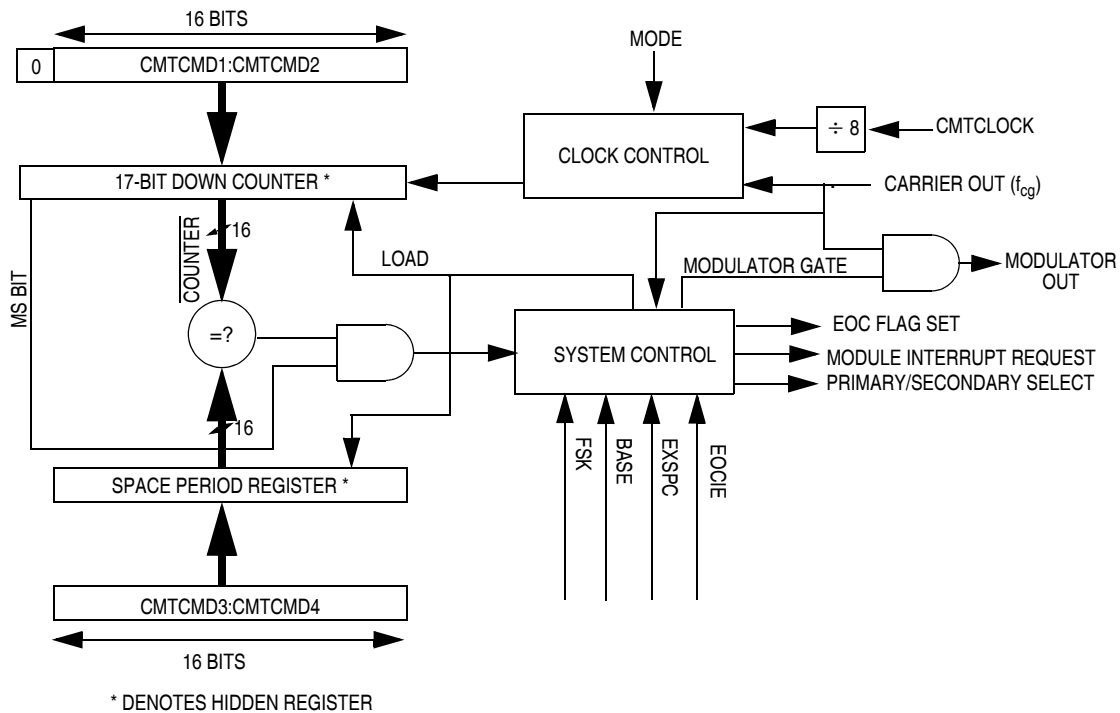 16 BITS
0
CMTCMD1:CMTCMD2
MODE
÷ 8
CMTCLOCK
CLOCK CONTROL
17-BIT DOWN COUNTER *
CARRIER OUT (fcg)
16
COUNTER
MS BIT
LOAD
MODULATOR GATE
MODULATOR
OUT
=?
SYSTEM CONTROL
EOC FLAG SET
MODULE INTERRUPT REQUEST
PRIMARY/SECONDARY SELECT
16
FSK
BASE
EXSPC
EOCIE
SPACE PERIOD REGISTER *
CMTCMD3:CMTCMD4
16 BITS
* DENOTES HIDDEN REGISTER